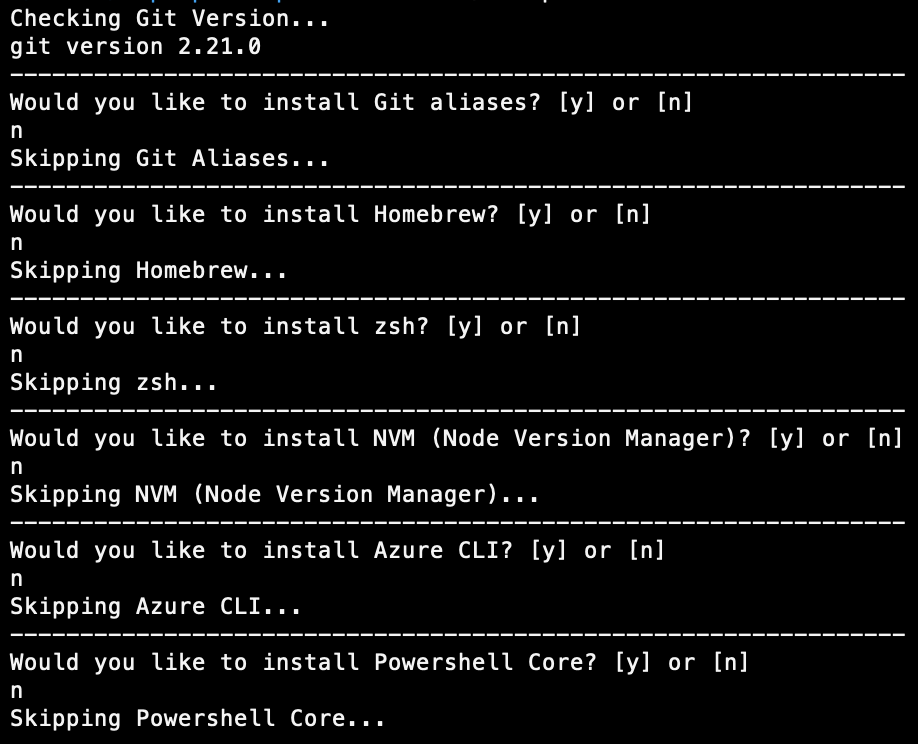 Checking Git Version...
git version 2.21.0
----------------------------------------------------------------
Would you like to install Git aliases? [y] or [n]
n
Skipping Git Aliases...
----------------------------------------------------------------
Would you like to install Homebrew? [y] or [n]
n
Skipping Homebrew...
----------------------------------------------------------------
Would you like to install zsh? [y] or [n]
n
Skipping zsh...
----------------------------------------------------------------
Would you like to install NVM (Node Version Manager)? [y] or [n]
n
Skipping NVM (Node Version Manager)...
----------------------------------------------------------------
Would you like to install Azure CLI? [y] or [n]
n
Skipping Azure CLI...
----------------------------------------------------------------
Would you like to install Powershell Core? [y] or [n]
n
Skipping Powershell Core...